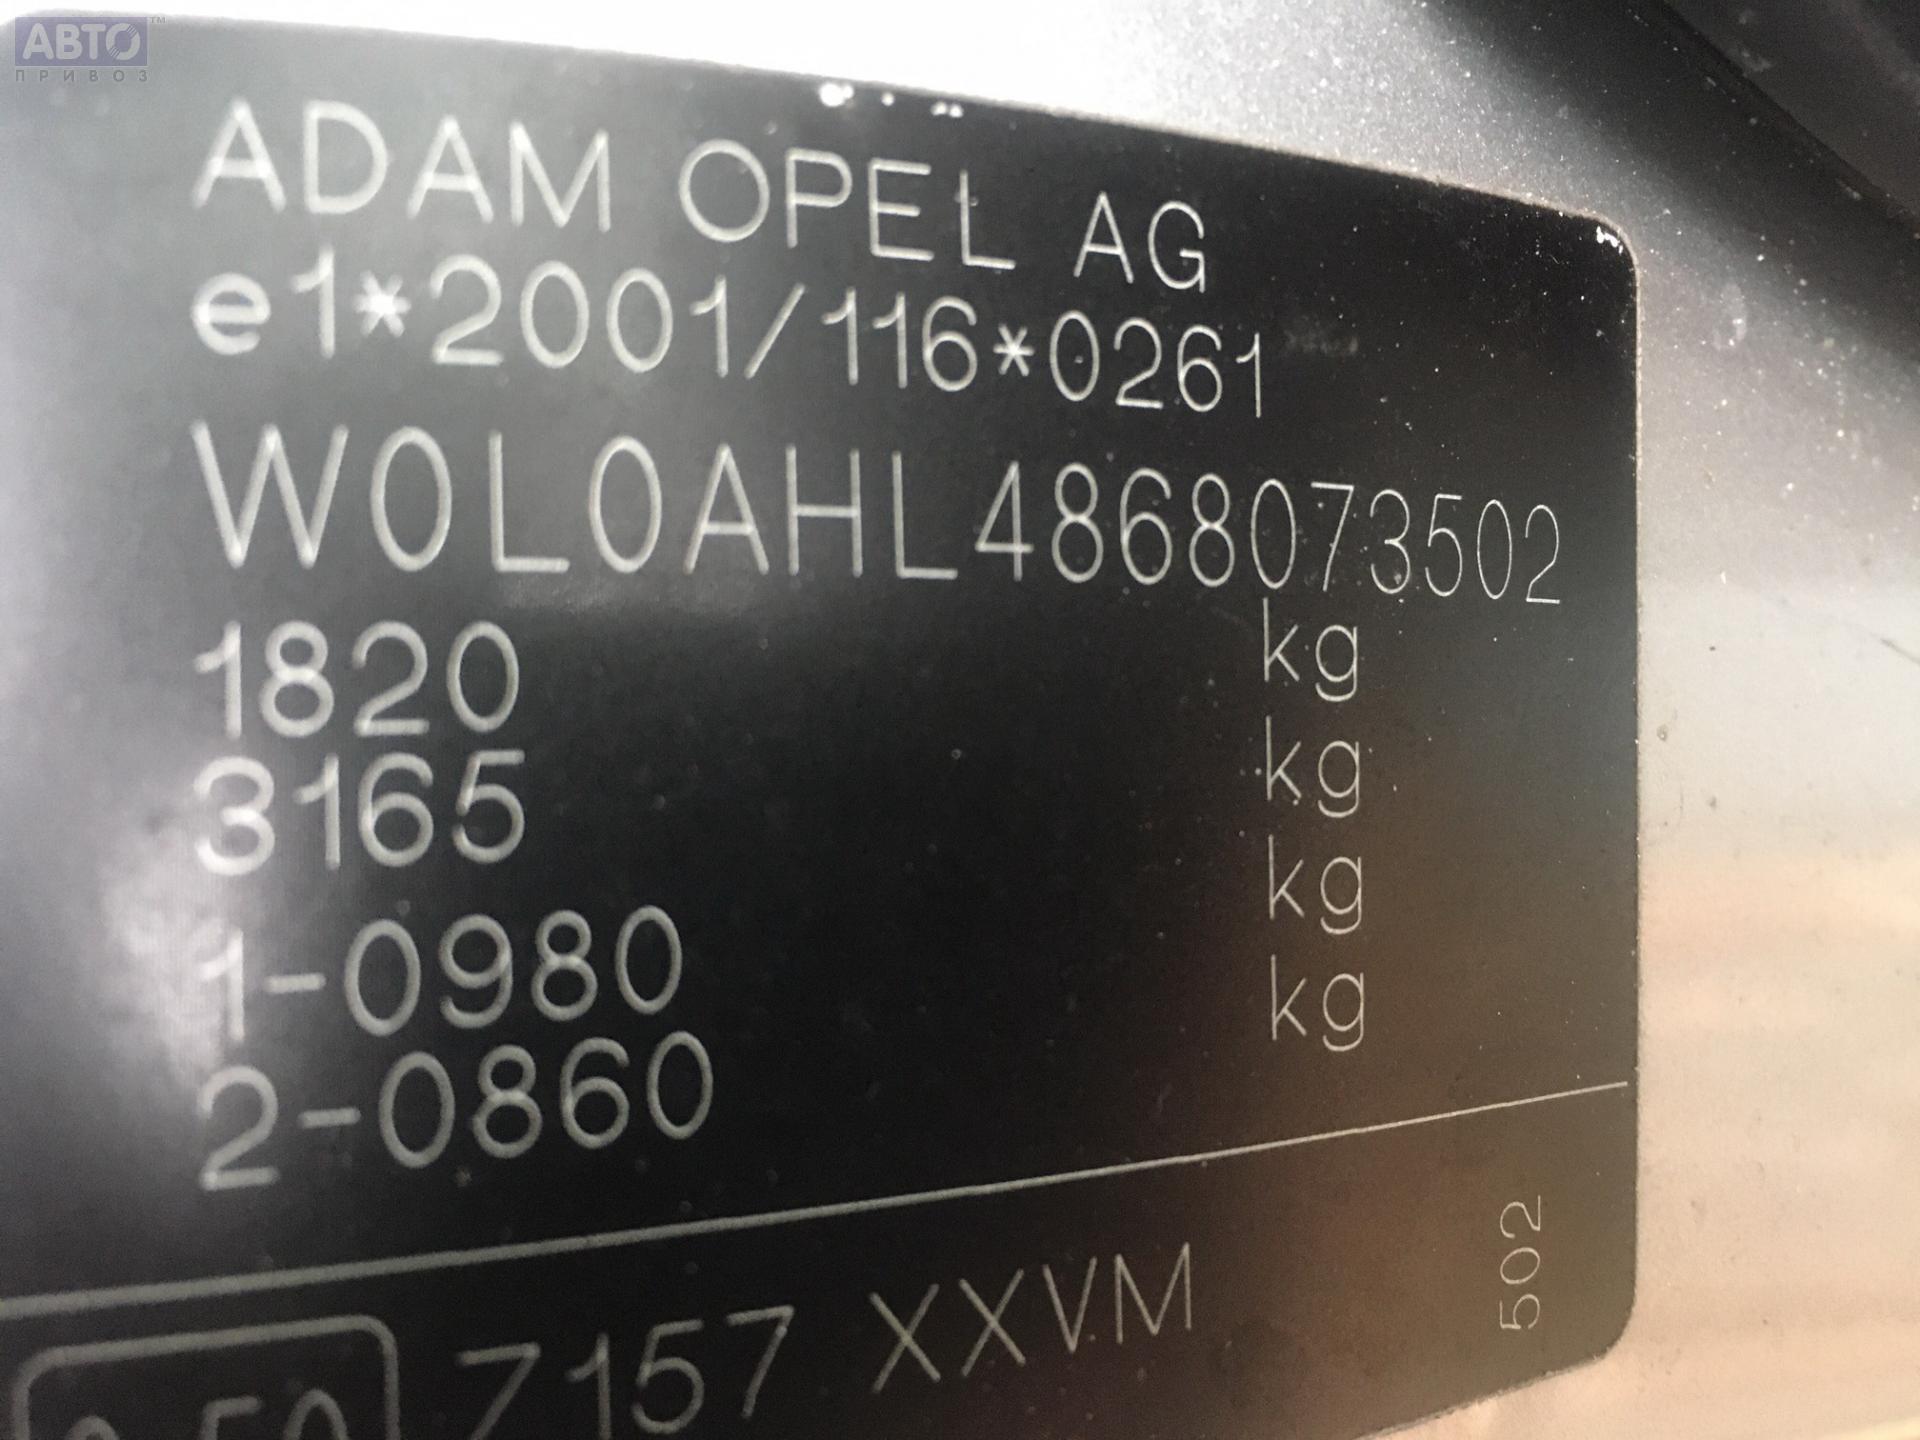 АВТО™
ПРИВОЗ
ADAM OPEL AG
e1*2001/116*0261
W0L0AHL4868073502
1820 kg
3165 kg
1-0980 kg
2-0860 kg
Z157 XXVM 502